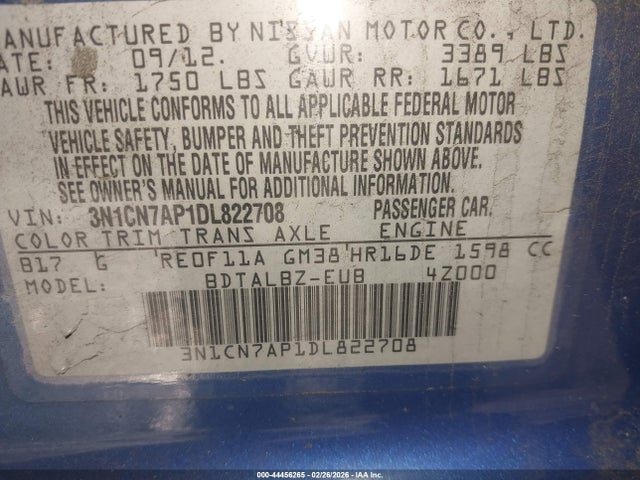 MANUFACTURED BY NISSAN MOTOR CO., LTD.
DATE: 09/12. GVWR: 3389 LBS
GAWR FR: 1750 LBS GAWR RR: 1671 LBS
THIS VEHICLE CONFORMS TO ALL APPLICABLE FEDERAL MOTOR
VEHICLE SAFETY, BUMPER AND THEFT PREVENTION STANDARDS
IN EFFECT ON THE DATE OF MANUFACTURE SHOWN ABOVE.
SEE OWNER'S MANUAL FOR ADDITIONAL INFORMATION.
VIN: 3N1CN7AP1DL822708 PASSENGER CAR.
COLOR TRIM TRANS AXLE ENGINE
B17 G RE0F11A GM38 HR16DE 1598 CC
MODEL: BDTALBZ-EUB 4Z000
3N1CN7AP1DL822708
000-44456265 02/26/2026 IAA Inc.